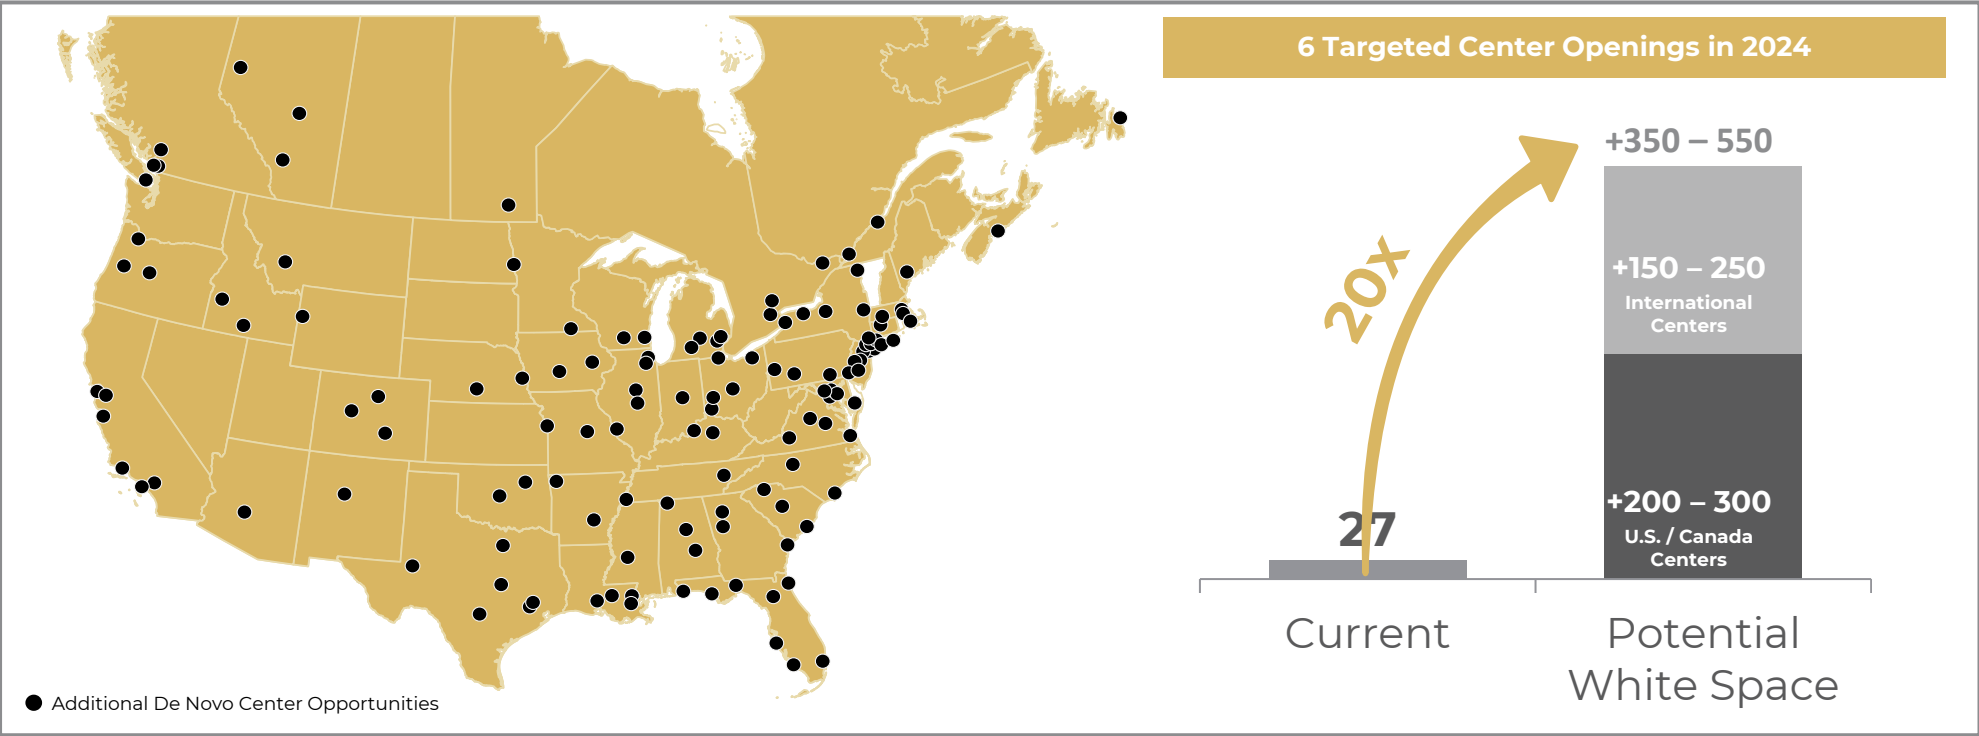 6 Targeted Center Openings in 2024
+350 – 550
20x
+150 – 250
International
Centers
27
+200 – 300
U.S. / Canada
Centers
Current
Potential
White Space
Additional De Novo Center Opportunities